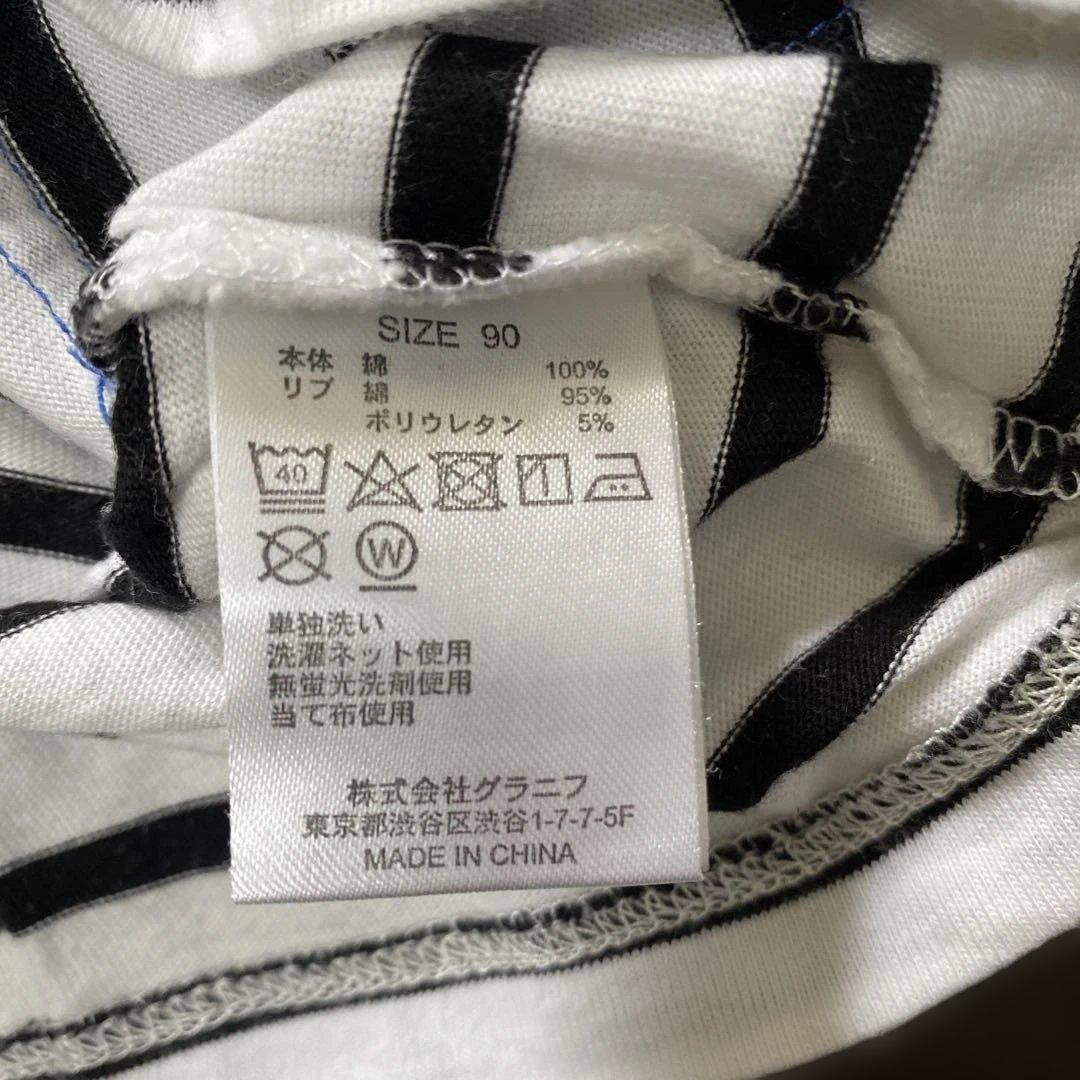 SIZE 90
本体 綿 100%
リブ 綿 95%
ポリウレタン 5%
40
W
単独洗い
洗濯ネット使用
無蛍光洗剤使用
当て布使用
株式会社グラニフ
東京都渋谷区渋谷1-7-7-5F
MADE IN CHINA